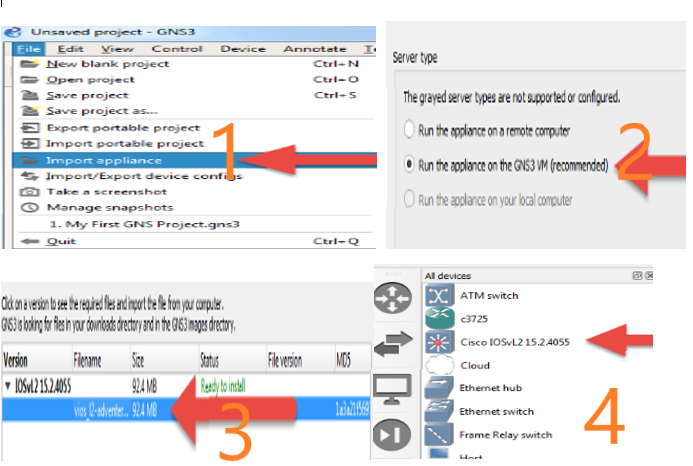 Unsaved project - GNS3
File Edit View Control Device Annotate
New blank project Ctrl+N
Open project Ctrl+O
Save project Ctrl+S
Save project as...
Export portable project
Import portable project
Import appliance
Import/Export device configs
Take a screenshot
Manage snapshots
1. My First GNS Project.gns3
Quit Ctrl+Q
1
Server type
The grayed server types are not supported or configured.
Run the appliance on a remote computer
Run the appliance on the GNS3 VM (recommended)
Run the appliance on your local computer
2
Click on a version to see the required files and import the file from your computer.
GNS3 is looking for files in your downloads directory and in the GNS3 images directory.
Version Filename Size Status File version MD5
IOSvL2 15.2.4055 92.4 MB Ready to install
vios_l2-adventer... 92.4 MB 1a3a21f569
3
All devices
ATM switch
c3725
Cisco IOSvL2 15.2.4055
Cloud
Ethernet hub
Ethernet switch
Frame Relay switch
Host
4